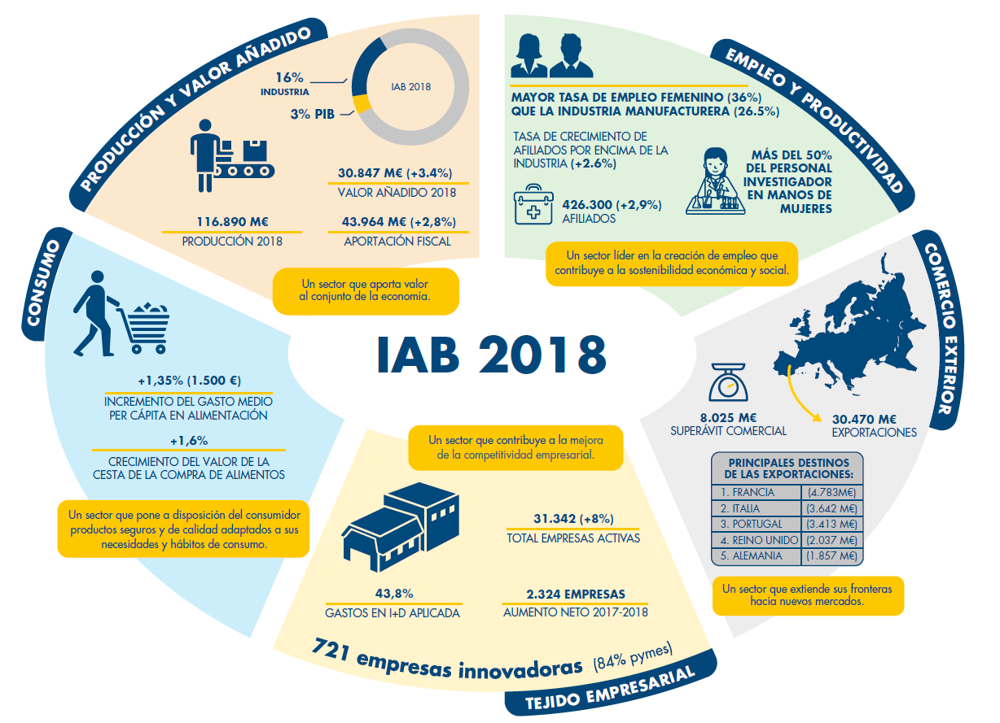 IAB 2018
PRODUCCIÓN Y VALOR AÑADIDO
16%
INDUSTRIA
3% PIB
IAB 2018
30.847 M€ (+3.4%)
VALOR AÑADIDO 2018
116.890 M€
PRODUCCIÓN 2018
43.964 M€ (+2,8%)
APORTACIÓN FISCAL
Un sector que aporta valor
al conjunto de la economía.
EMPLEO Y PRODUCTIVIDAD
MAYOR TASA DE EMPLEO FEMENINO (36%)
QUE LA INDUSTRIA MANUFACTURERA (26.5%)
TASA DE CRECIMIENTO DE
AFILIADOS POR ENCIMA DE LA
INDUSTRIA (+2.6%)
MÁS DEL 50%
DEL PERSONAL
INVESTIGADOR
EN MANOS DE
MUJERES
426.300 (+2,9%)
AFILIADOS
Un sector líder en la creación de empleo que
contribuye a la sostenibilidad económica y social.
COMERCIO EXTERIOR
8.025 M€
SUPERÁVIT COMERCIAL
30.470 M€
EXPORTACIONES
PRINCIPALES DESTINOS
DE LAS EXPORTACIONES:
1. FRANCIA (4.783M€)
2. ITALIA (3.642 M€)
3. PORTUGAL (3.413 M€)
4. REINO UNIDO (2.037 M€)
5. ALEMANIA (1.857 M€)
Un sector que extiende sus fronteras
hacia nuevos mercados.
TEJIDO EMPRESARIAL
Un sector que contribuye a la mejora
de la competitividad empresarial.
31.342 (+8%)
TOTAL EMPRESAS ACTIVAS
43,8%
GASTOS EN I+D APLICADA
2.324 EMPRESAS
AUMENTO NETO 2017-2018
721 empresas innovadoras (84% pymes)
CONSUMO
+1,35% (1.500 €)
INCREMENTO DEL GASTO MEDIO
PER CÁPITA EN ALIMENTACIÓN
+1,6%
CRECIMIENTO DEL VALOR DE LA
CESTA DE LA COMPRA DE ALIMENTOS
Un sector que pone a disposición del consumidor
productos seguros y de calidad adaptados a sus
necesidades y hábitos de consumo.